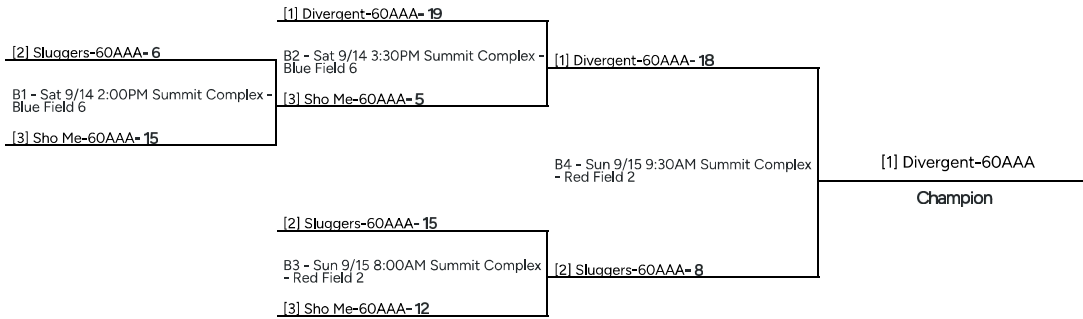 [1] Divergent-60AAA- 19
[2] Sluggers-60AAA- 6
B2 - Sat 9/14 3:30PM Summit Complex -
Blue Field 6
[1] Divergent-60AAA- 18
B1 - Sat 9/14 2:00PM Summit Complex -
Blue Field 6
[3] Sho Me-60AAA- 5
[3] Sho Me-60AAA- 15
B4 - Sun 9/15 9:30AM Summit Complex
- Red Field 2
[1] Divergent-60AAA
Champion
[2] Sluggers-60AAA- 15
B3 - Sun 9/15 8:00AM Summit Complex
- Red Field 2
[2] Sluggers-60AAA- 8
[3] Sho Me-60AAA- 12